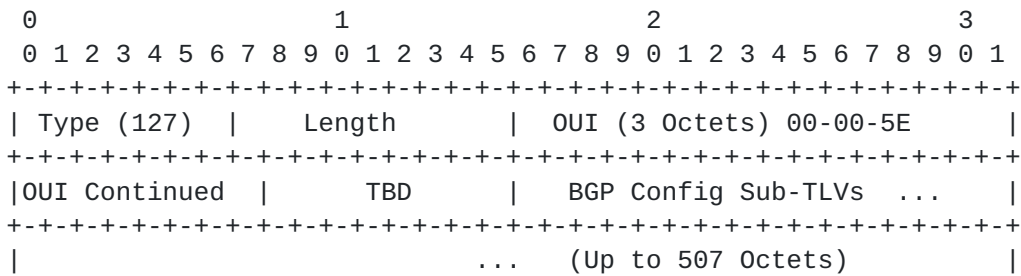 0                   1                   2                   3
 0 1 2 3 4 5 6 7 8 9 0 1 2 3 4 5 6 7 8 9 0 1 2 3 4 5 6 7 8 9 0 1
+-+-+-+-+-+-+-+-+-+-+-+-+-+-+-+-+-+-+-+-+-+-+-+-+-+-+-+-+-+-+-+-+
| Type (127)  |    Length       |  OUI (3 Octets) 00-00-5E      |
+-+-+-+-+-+-+-+-+-+-+-+-+-+-+-+-+-+-+-+-+-+-+-+-+-+-+-+-+-+-+-+-+
|OUI Continued  |      TBD      |   BGP Config Sub-TLVs  ...    |
+-+-+-+-+-+-+-+-+-+-+-+-+-+-+-+-+-+-+-+-+-+-+-+-+-+-+-+-+-+-+-+-+
|                             ...   (Up to 507 Octets)          |